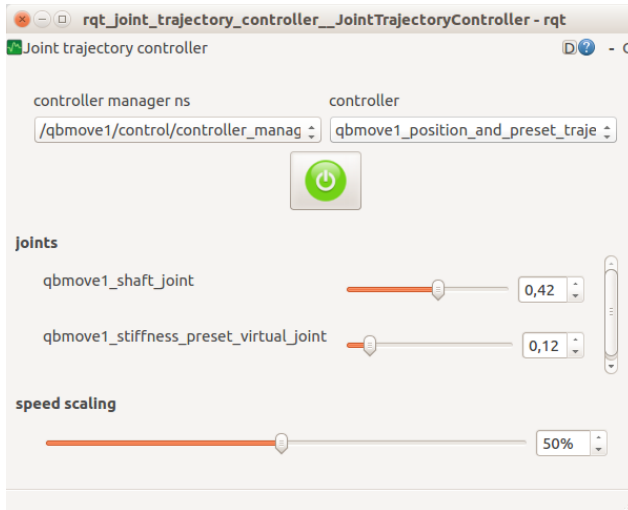 rqt_joint_trajectory_controller__JointTrajectoryController - rqt
Joint trajectory controller
D ? - 
controller manager ns controller
/qbmove1/control/controller_manag qbmove1_position_and_preset_traje
joints
qbmove1_shaft_joint 0,42
qbmove1_stiffness_preset_virtual_joint 0,12
speed scaling
50%